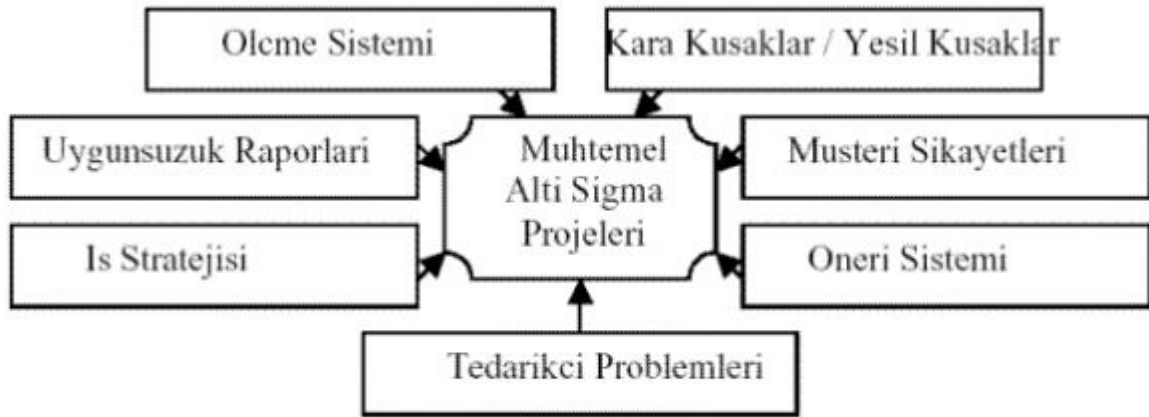 Olcme Sistemi
Kara Kusaklar / Yesil Kusaklar
Uygunsuzuk Raporlari
Muhtemel
Alti Sigma
Projeleri
Musteri Sikayetleri
Is Stratejisi
Oneri Sistemi
Tedarikci Problemleri